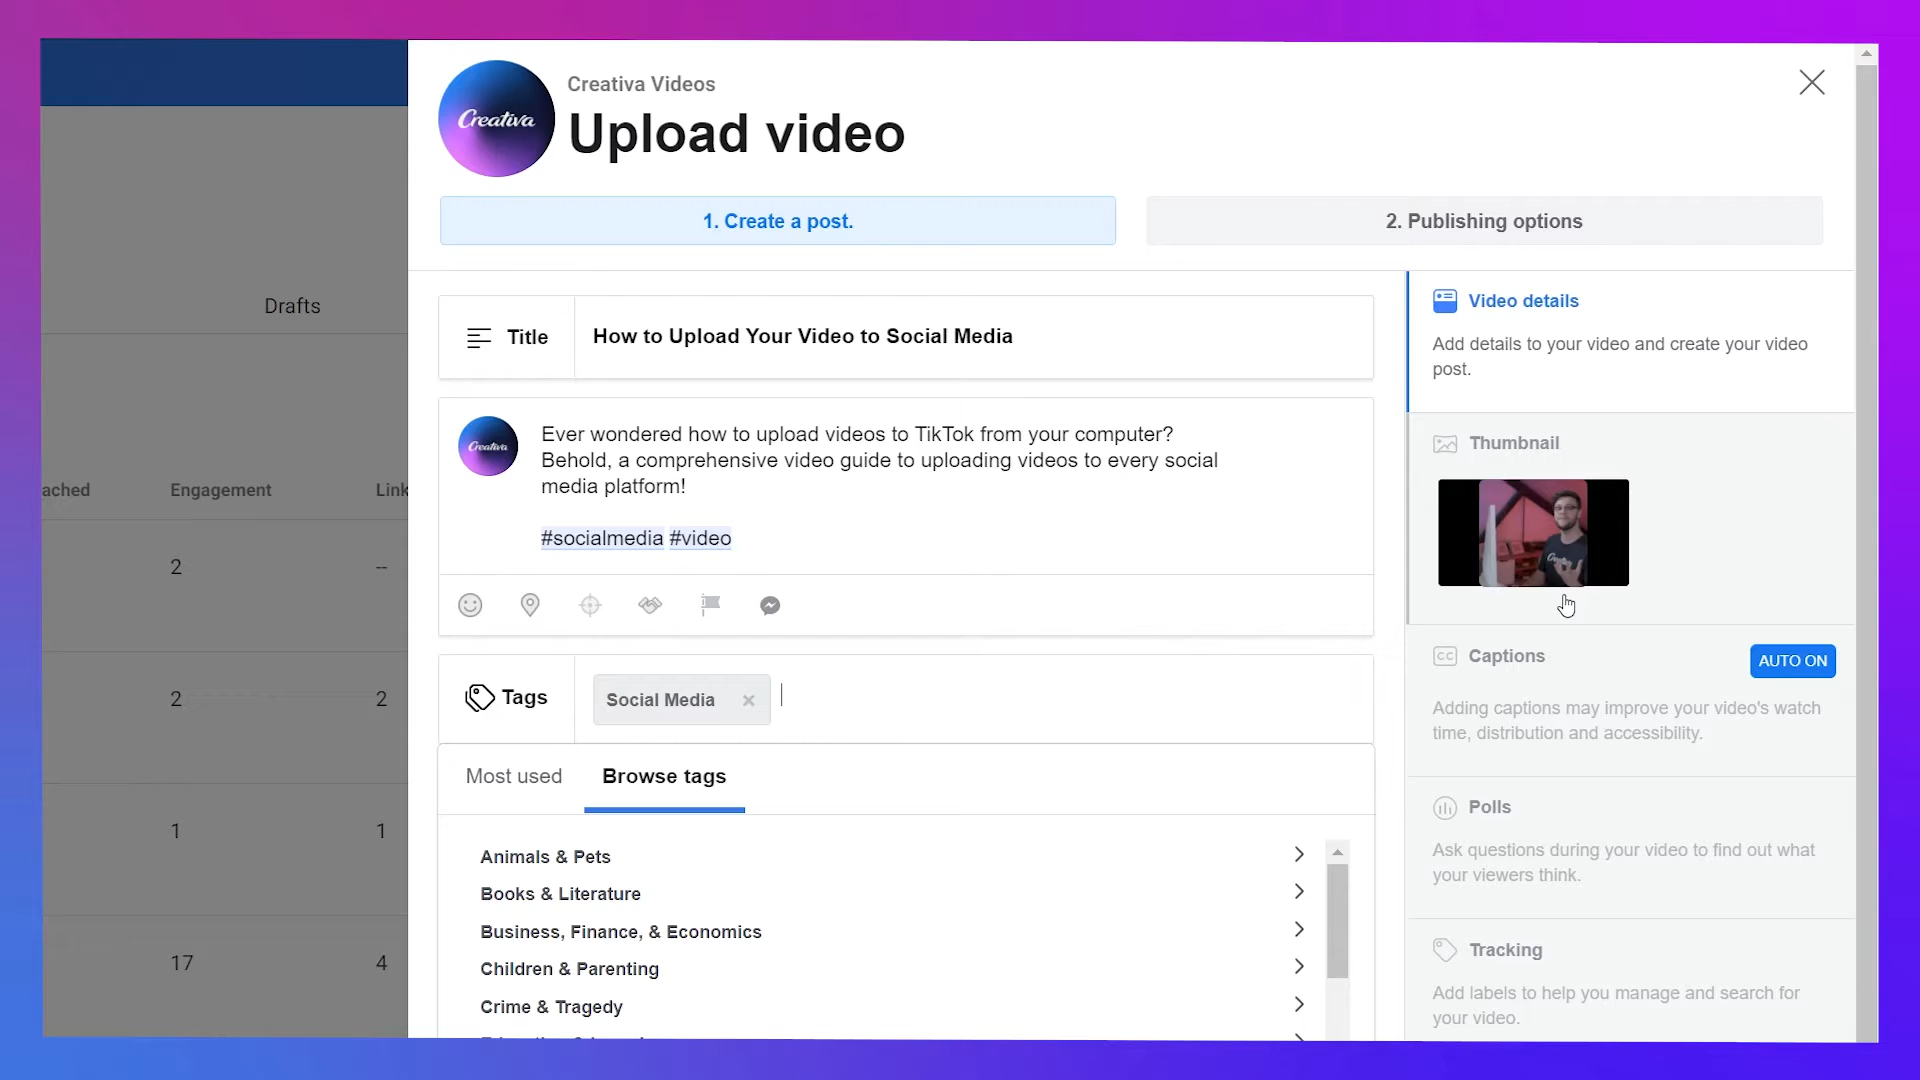 Creativa
Creativa Videos
Upload video
1. Create a post.
2. Publishing options
Drafts
ached
Engagement
Link
2
--
2
2
1
1
17
4
Title
How to Upload Your Video to Social Media
Creativa
Ever wondered how to upload videos to TikTok from your computer?
Behold, a comprehensive video guide to uploading videos to every social
media platform!
#socialmedia #video
Tags
Social Media
Most used
Browse tags
Animals & Pets
Books & Literature
Business, Finance, & Economics
Children & Parenting
Crime & Tragedy
Video details
Add details to your video and create your video
post.
Thumbnail
Creativa
CC
Captions
AUTO ON
Adding captions may improve your video's watch
time, distribution and accessibility.
Polls
Ask questions during your video to find out what
your viewers think.
Tracking
Add labels to help you manage and search for
your video.